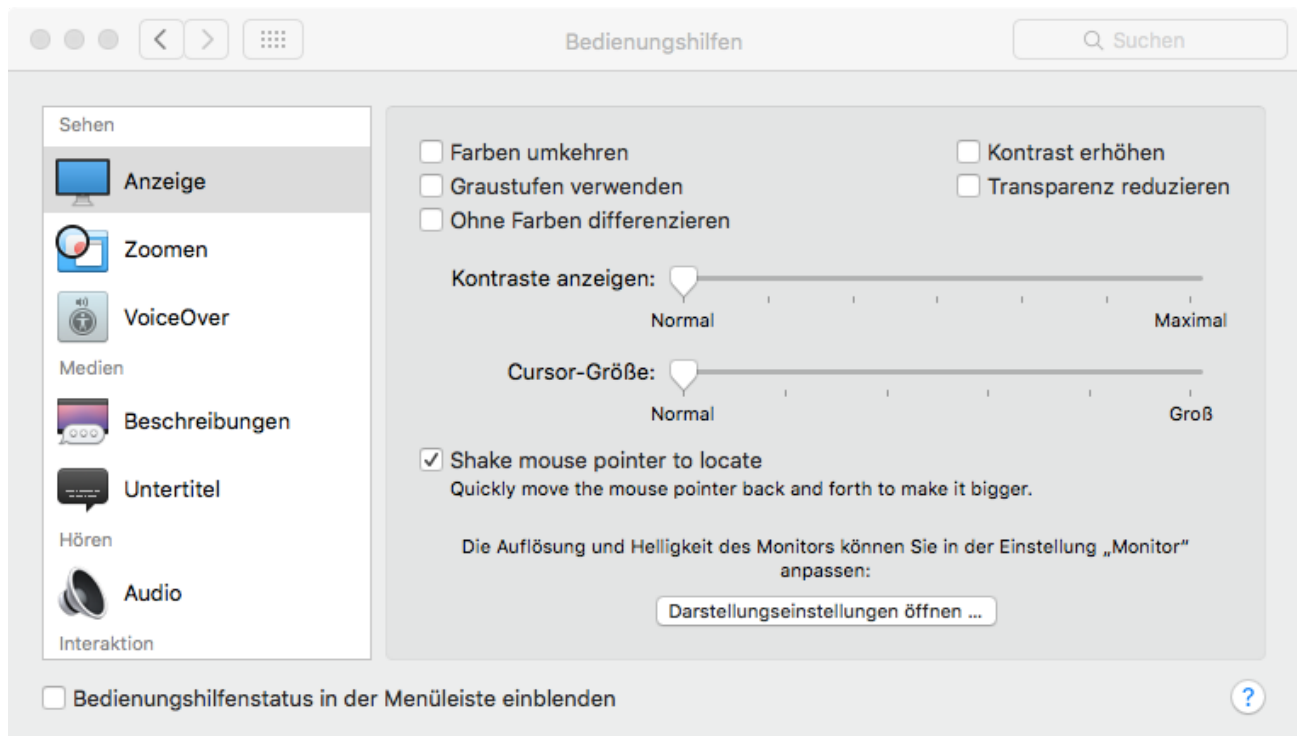 Bedienungshilfen
Suchen
Sehen
Anzeige
Zoomen
VoiceOver
Medien
Beschreibungen
Untertitel
Hören
Audio
Interaktion
Farben umkehren
Kontrast erhöhen
Graustufen verwenden
Transparenz reduzieren
Ohne Farben differenzieren
Kontraste anzeigen:
Normal Maximal
Cursor-Größe:
Normal Groß
Shake mouse pointer to locate
Quickly move the mouse pointer back and forth to make it bigger.
Die Auflösung und Helligkeit des Monitors können Sie in der Einstellung „Monitor“
anpassen:
Darstellungseinstellungen öffnen ...
Bedienungshilfenstatus in der Menüleiste einblenden
?